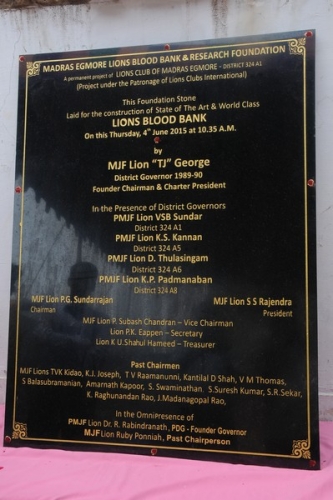 MADRAS EGMORE LIONS BLOOD BANK & RESEARCH FOUNDATION
A permanent project of LIONS CLUB OF MADRAS EGMORE - DISTRICT 324 A1
(Project under the Patronage of Lions Clubs International)
This Foundation Stone
Laid for the construction of State of The Art & World Class
LIONS BLOOD BANK
On this Thursday, 4th June 2015 at 10.35 A.M.
by
MJF Lion "TJ" George
District Governor 1989-90
Founder Chairman & Charter President
In the Presence of District Governors
PMJF Lion VSB Sundar
District 324 A1
PMJF Lion K.S. Kannan
District 324 A5
PMJF Lion D. Thulasingam
District 324 A6
PMJF Lion K.P. Padmanaban
District 324 A8
MJF Lion P.G. Sundarrajan MJF Lion S S Rajendra
Chairman President
MJF Lion P. Subash Chandran – Vice Chairman
Lion P.K. Eappen – Secretary
Lion K U.Shahul Hameed – Treasurer
Past Chairmen
MJF Lions TVK Kidao, K.J. Joseph, T V Raamanunni, Kantilal D Shah, V M Thomas,
S Balasubramanian, Amarnath Kapoor, S. Swaminathan S.Suresh Kumar, S.R.Sekar,
K. Raghunandan Rao, J.Madanagopal Rao,
In the Omnipresence of
PMJF Lion Dr. R. Rabindranath, PDG - Founder Governor
MJF Lion Ruby Ponniah, Past Chairperson